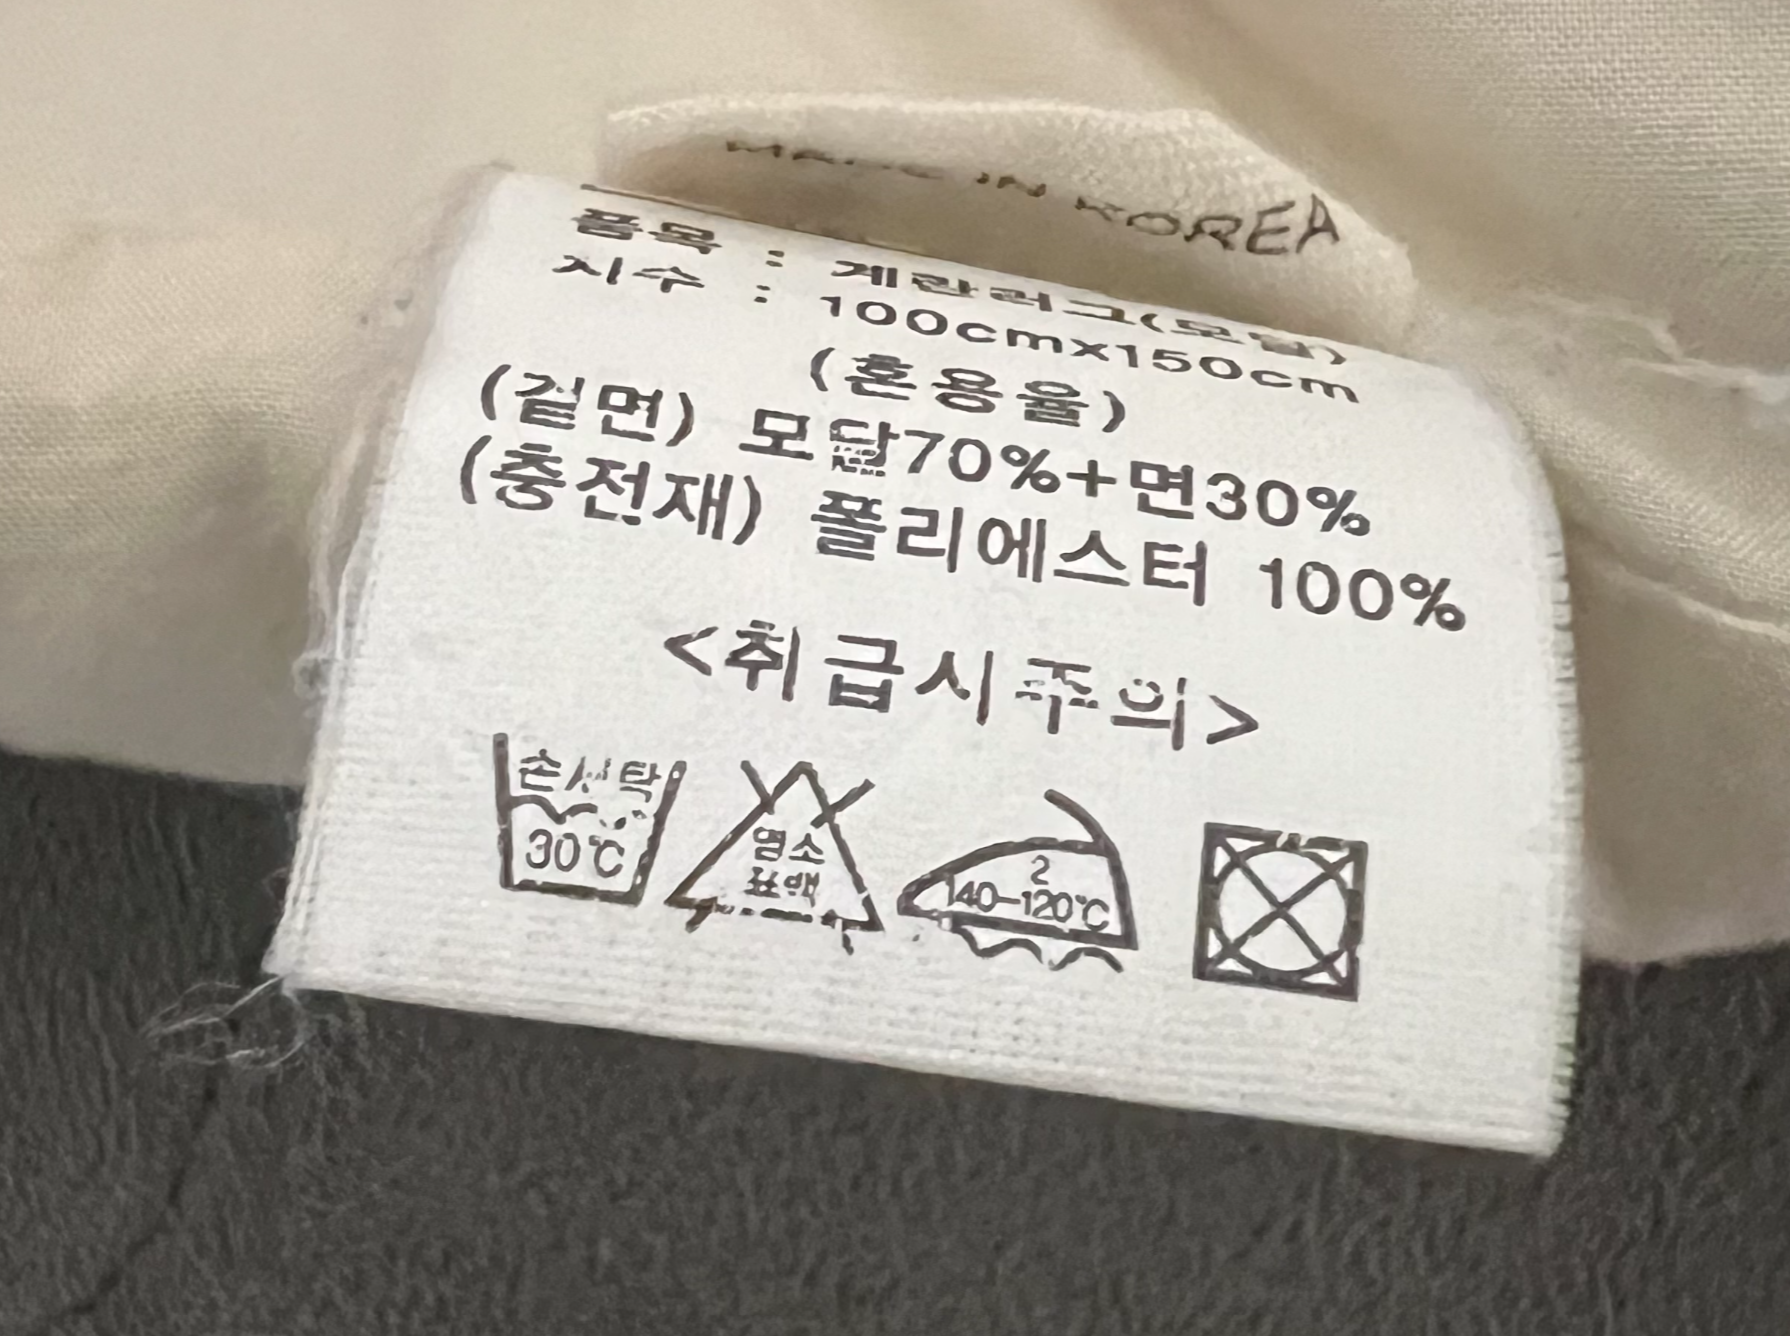 MADE IN KOREA
품목 : 계란러그(모달)
치수 : 100cmx150cm
(혼용율)
(겉면) 모달70%+면30%
(충전재) 폴리에스터 100%
<취급시주의>
손세탁
30℃
염소
표백
2
140-120℃